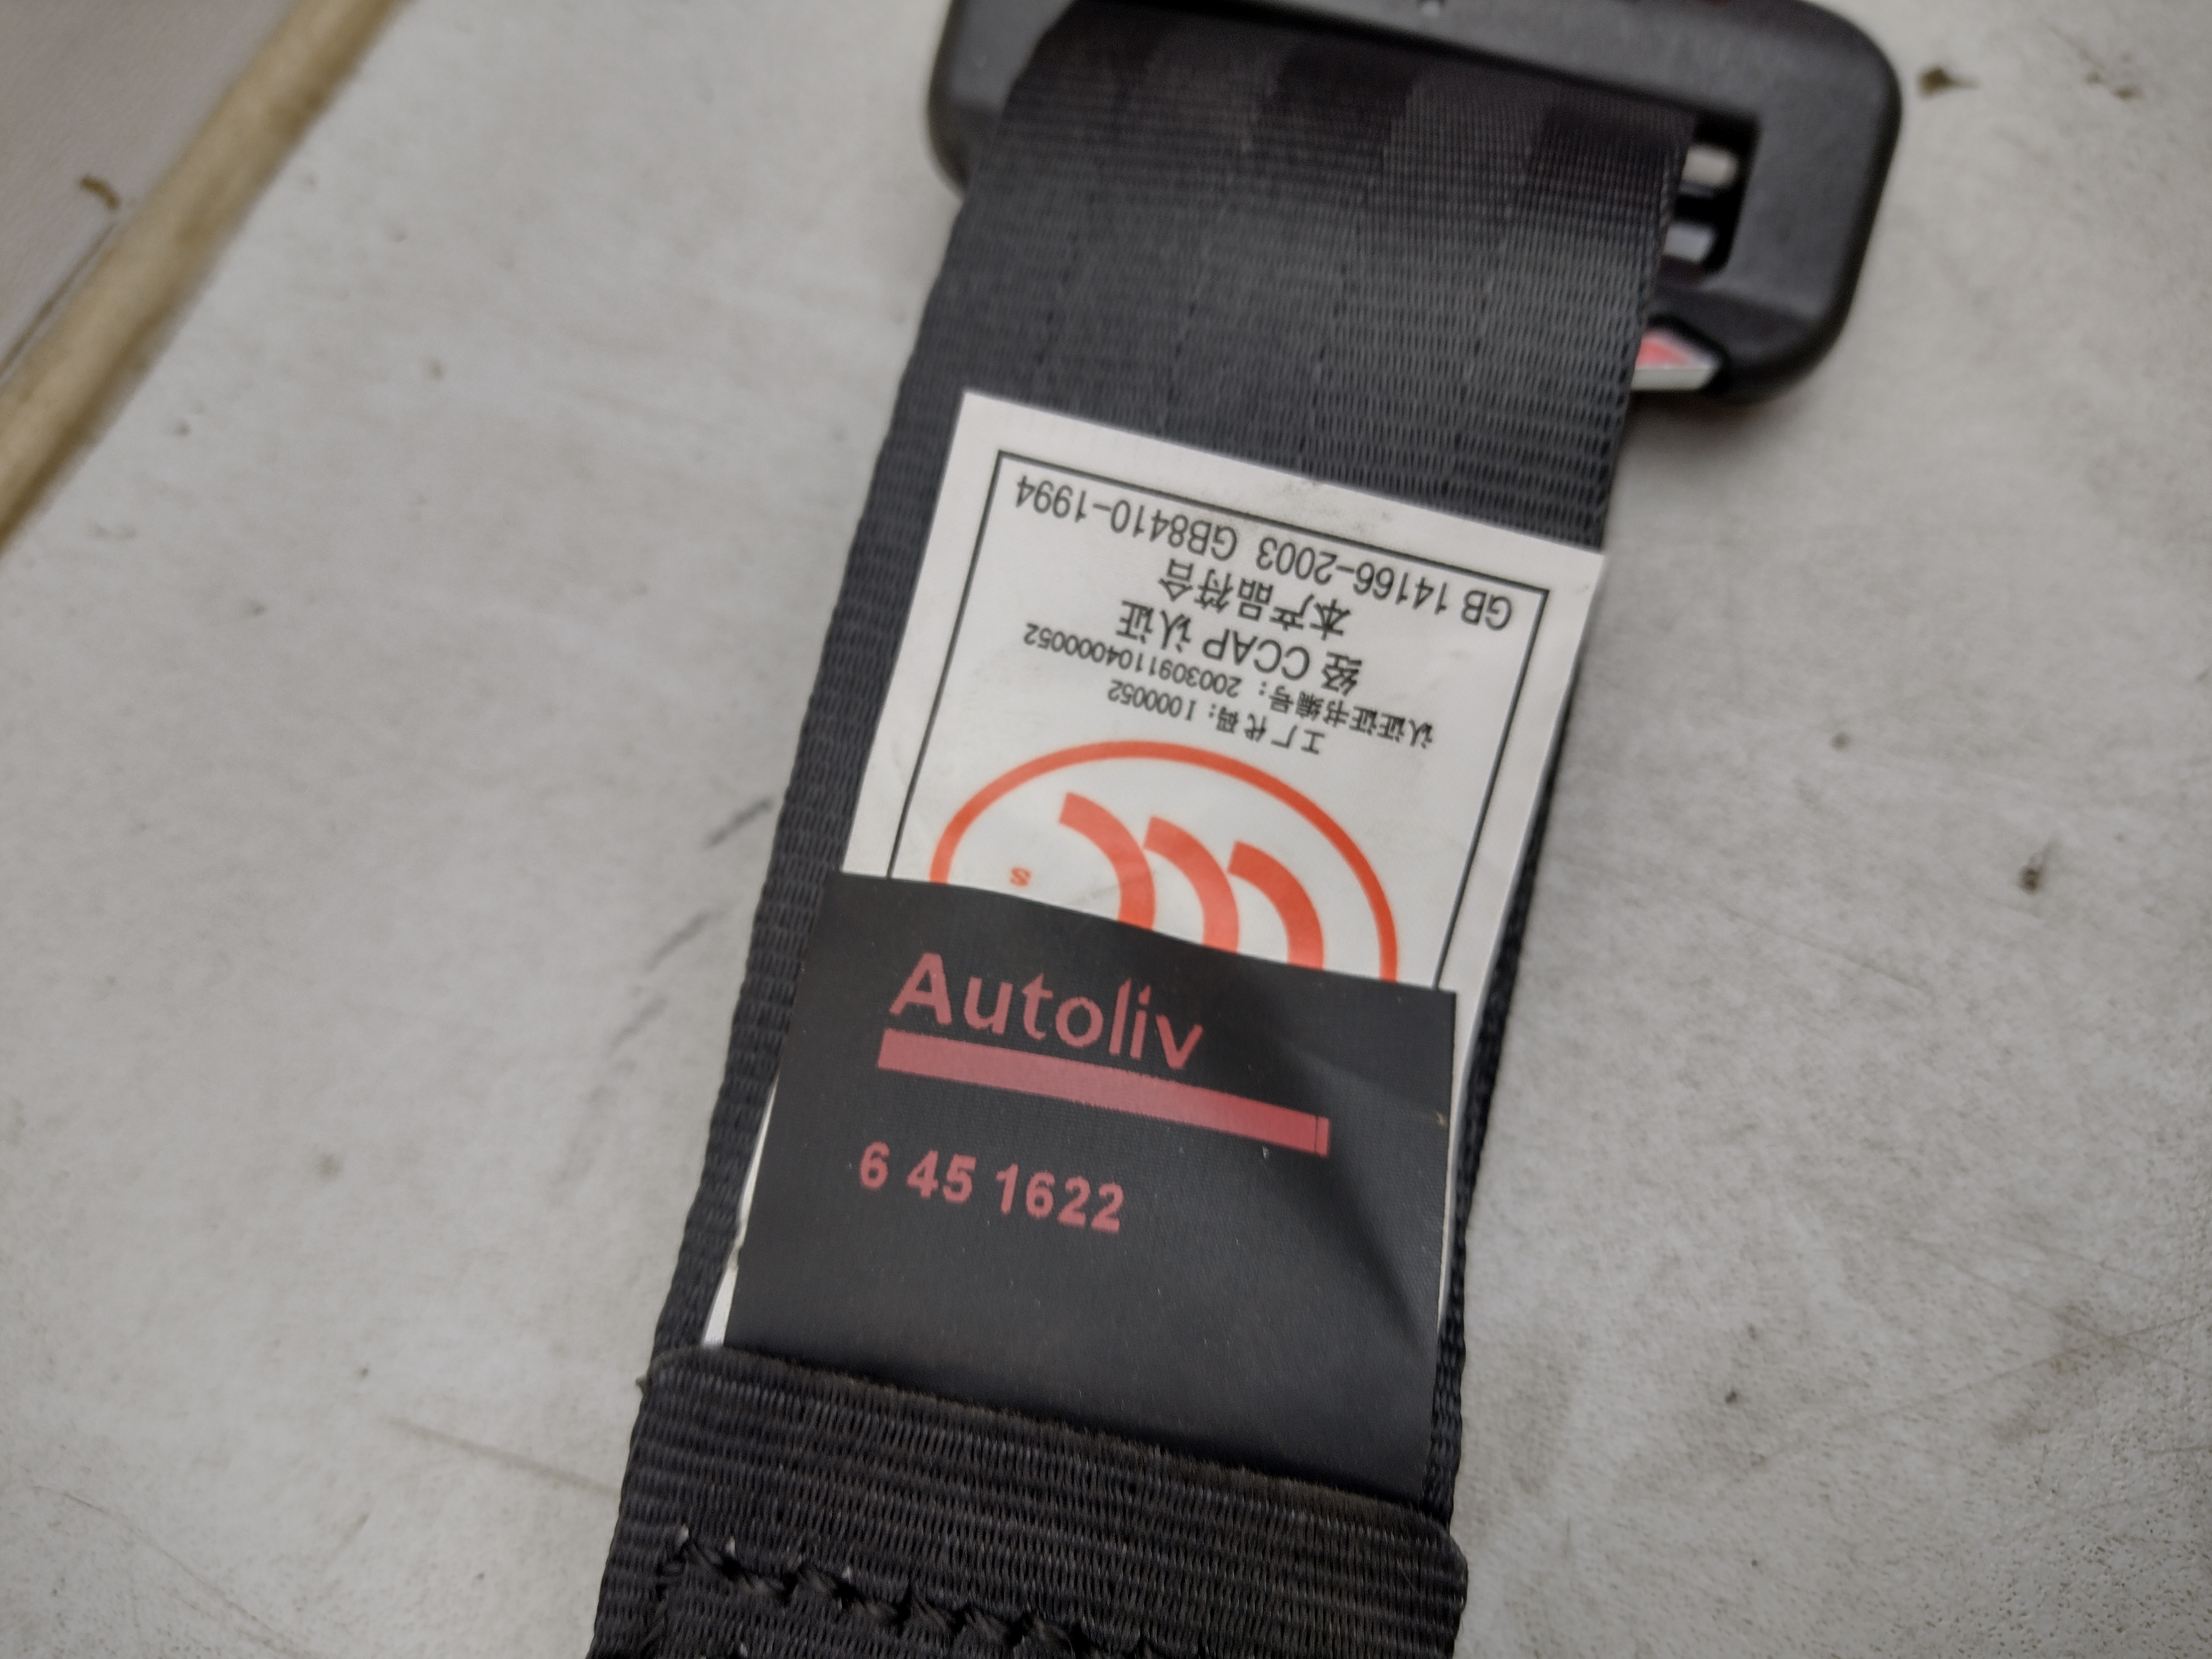 Autoliv
6 45 1622
GB 14166-2003 GB8410-1994
本产品符合
经 CCAP 认证
认证证书编号：2003091104000052
工厂代码：I000052
S